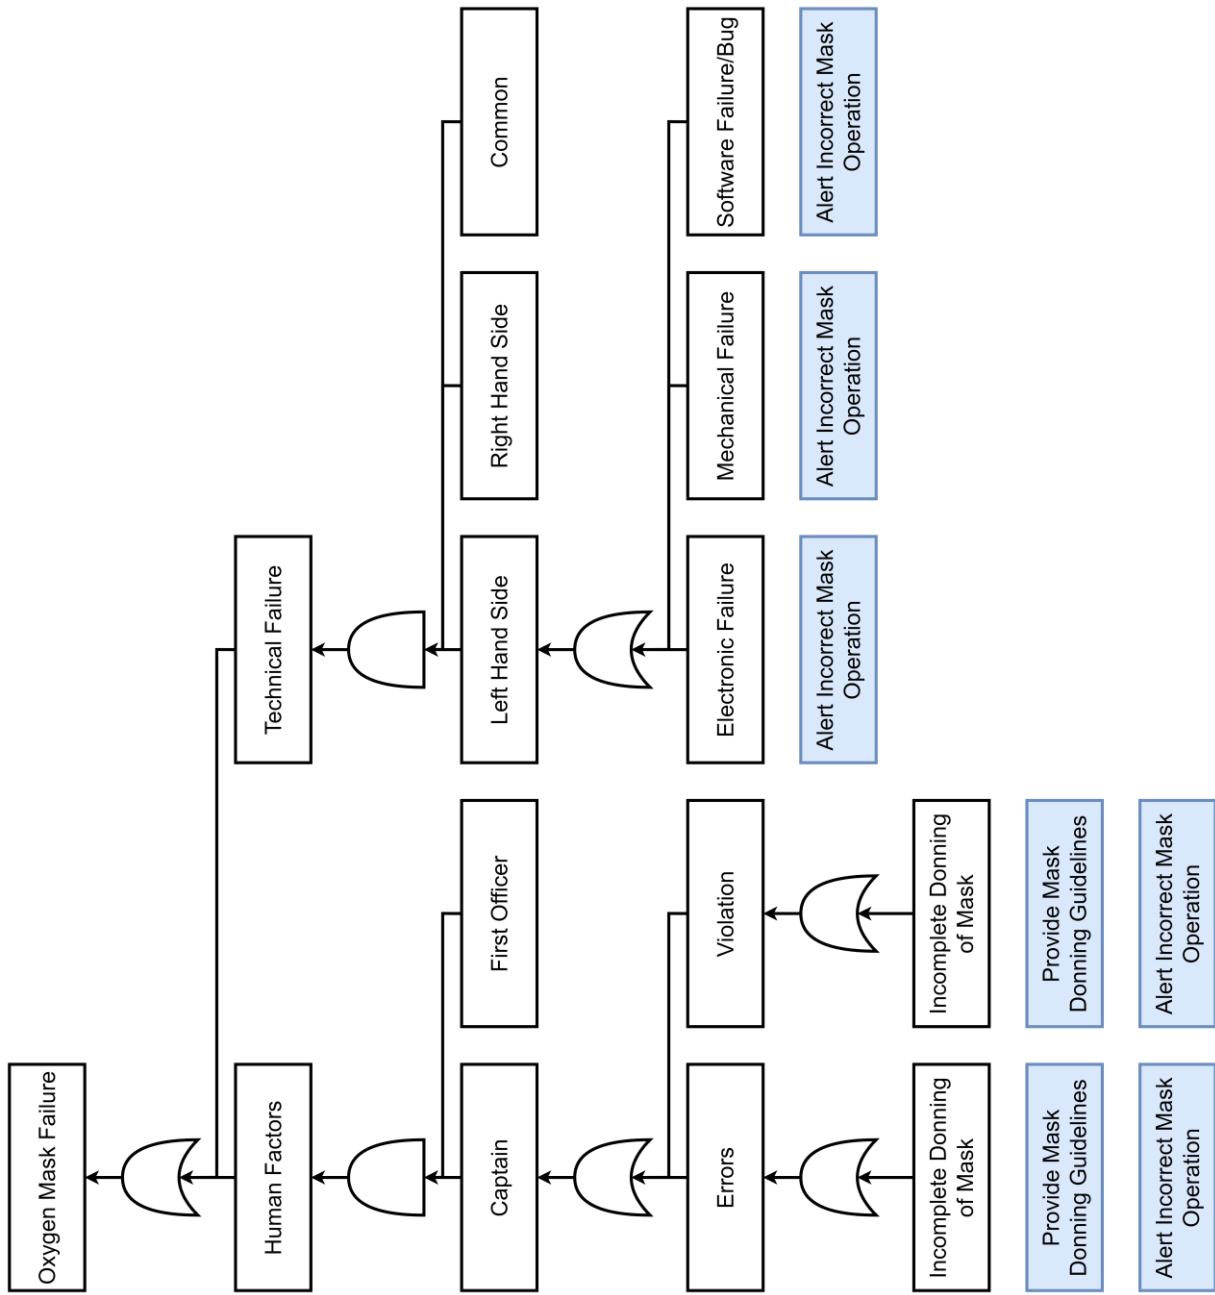 Oxygen Mask Failure
Human Factors
Technical Failure
Captain
First Officer
Left Hand Side
Right Hand Side
Common
Errors
Violation
Electronic Failure
Mechanical Failure
Software Failure/Bug
Incomplete Donning
of Mask
Incomplete Donning
of Mask
Alert Incorrect Mask
Operation
Alert Incorrect Mask
Operation
Alert Incorrect Mask
Operation
Provide Mask
Donning Guidelines
Provide Mask
Donning Guidelines
Alert Incorrect Mask
Operation
Alert Incorrect Mask
Operation